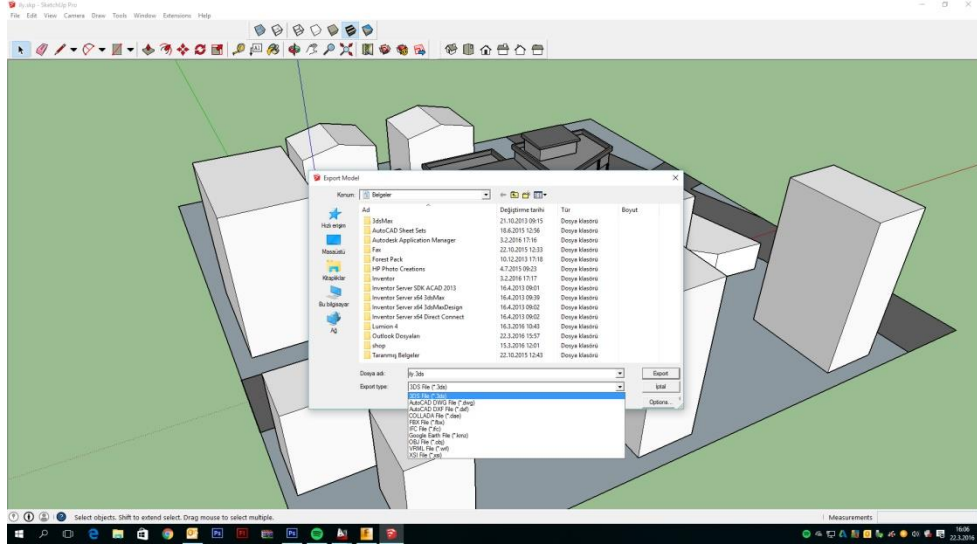 ily.skp - SketchUp Pro
File Edit View Camera Draw Tools Window Extensions Help
Export Model
Konum: Belgeler
Ad Değiştirme tarihi Tür Boyut
3dsMax 21.10.2013 09:15 Dosya klasörü
AutoCAD Sheet Sets 18.6.2015 12:36 Dosya klasörü
Autodesk Application Manager 3.2.2016 17:16 Dosya klasörü
Fax 22.10.2015 12:33 Dosya klasörü
Forest Pack 10.12.2013 17:18 Dosya klasörü
HP Photo Creations 4.7.2015 09:23 Dosya klasörü
Inventor 3.2.2016 17:17 Dosya klasörü
Inventor Server SDK ACAD 2013 16.4.2013 09:01 Dosya klasörü
Inventor Server x64 3dsMax 16.4.2013 09:39 Dosya klasörü
Inventor Server x64 3dsMaxDesign 16.4.2013 09:02 Dosya klasörü
Inventor Server x64 Direct Connect 16.4.2013 09:02 Dosya klasörü
Lumion 4 16.3.2016 10:43 Dosya klasörü
Outlook Dosyaları 22.3.2016 15:57 Dosya klasörü
shop 15.3.2016 12:01 Dosya klasörü
Taranmış Belgeler 22.10.2015 12:43 Dosya klasörü
Hızlı erişim
Masaüstü
Kitaplıklar
Bu bilgisayar
Ağ
Dosya adı: ily.3ds Export
Export type: 3DS File (*.3ds) İptal
Options...
3DS File (*.3ds)
AutoCAD DWG File (*.dwg)
AutoCAD DXF File (*.dxf)
COLLADA File (*.dae)
FBX File (*.fbx)
IFC File (*.ifc)
Google Earth File (*.kmz)
OBJ File (*.obj)
VRML File (*.wrl)
XSI File (*.xsi)
Select objects. Shift to extend select. Drag mouse to select multiple.
Measurements
16:06
22.3.2016